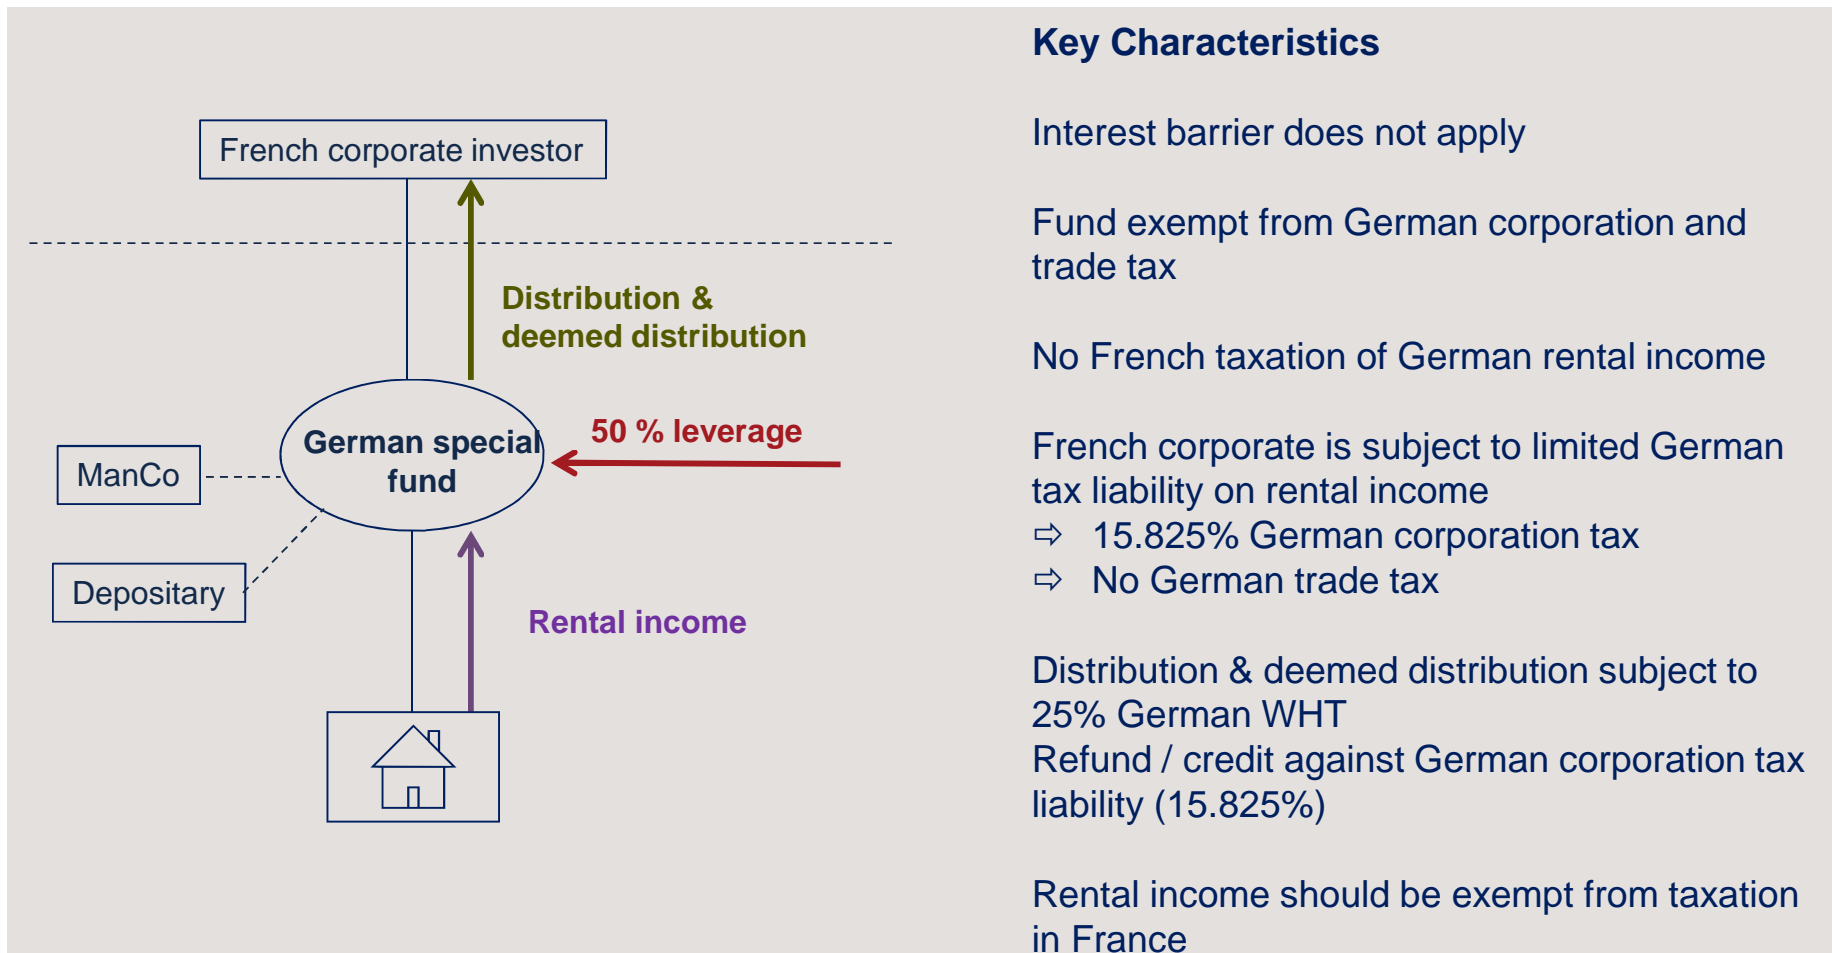 French corporate investor
Distribution &
deemed distribution
50 % leverage
German special
fund
ManCo
Depositary
Rental income
Key Characteristics
Interest barrier does not apply
Fund exempt from German corporation and
trade tax
No French taxation of German rental income
French corporate is subject to limited German
tax liability on rental income
⇨ 15.825% German corporation tax
⇨ No German trade tax
Distribution & deemed distribution subject to
25% German WHT
Refund / credit against German corporation tax
liability (15.825%)
Rental income should be exempt from taxation
in France